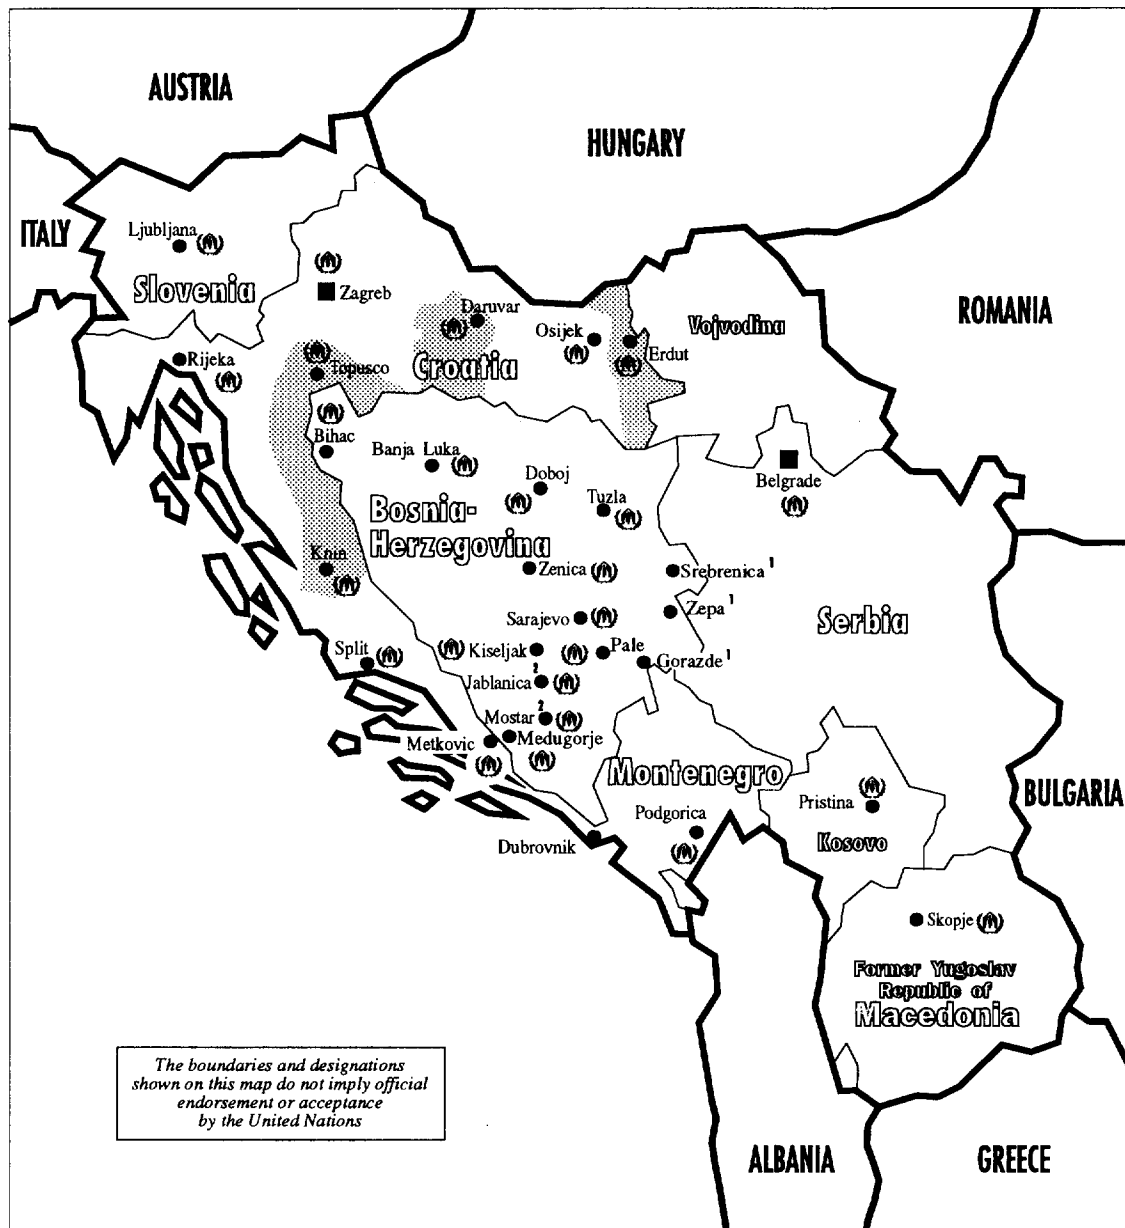 AUSTRIA
HUNGARY
ITALY
Ljubljana
Slovenia
Zagreb
ROMANIA
Daruvar
Vojvodina
Osijek
Erdut
Rijeka
Topusco
Croatia
Bihac
Banja Luka
Doboj
Belgrade
Tuzla
Bosnia-
Herzegovina
Knin
Zenica
Srebrenica 1
Sarajevo
Zepa 1
Serbia
Split
Kiseljak
Pale
Gorazde 1
Jablanica 2
Mostar 2
Metkovic
Medugorje
Montenegro
BULGARIA
Pristina
Podgorica
Kosovo
Dubrovnik
Skopje
Former Yugoslav
Republic of
Macedonia
The boundaries and designations
shown on this map do not imply official
endorsement or acceptance
by the United Nations
ALBANIA
GREECE